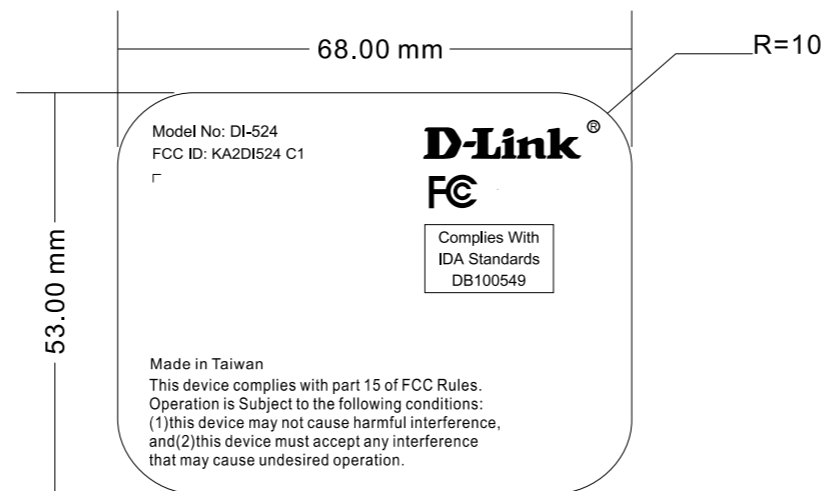 68.00 mm
R=10
53.00 mm
Model No: DI-524
FCC ID: KA2DI524 C1
D-Link ®
FC
Complies With
IDA Standards
DB100549
Made in Taiwan
This device complies with part 15 of FCC Rules.
Operation is Subject to the following conditions:
(1)this device may not cause harmful interference,
and(2)this device must accept any interference
that may cause undesired operation.